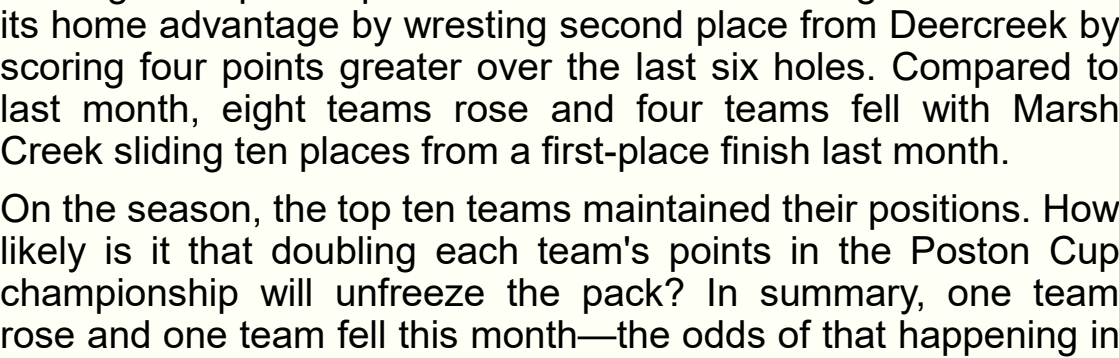 its home advantage by wresting second place from Deercreek by
scoring four points greater over the last six holes. Compared to
last month, eight teams rose and four teams fell with Marsh
Creek sliding ten places from a first-place finish last month.
On the season, the top ten teams maintained their positions. How
likely is it that doubling each team's points in the Poston Cup
championship will unfreeze the pack? In summary, one team
rose and one team fell this month—the odds of that happening in